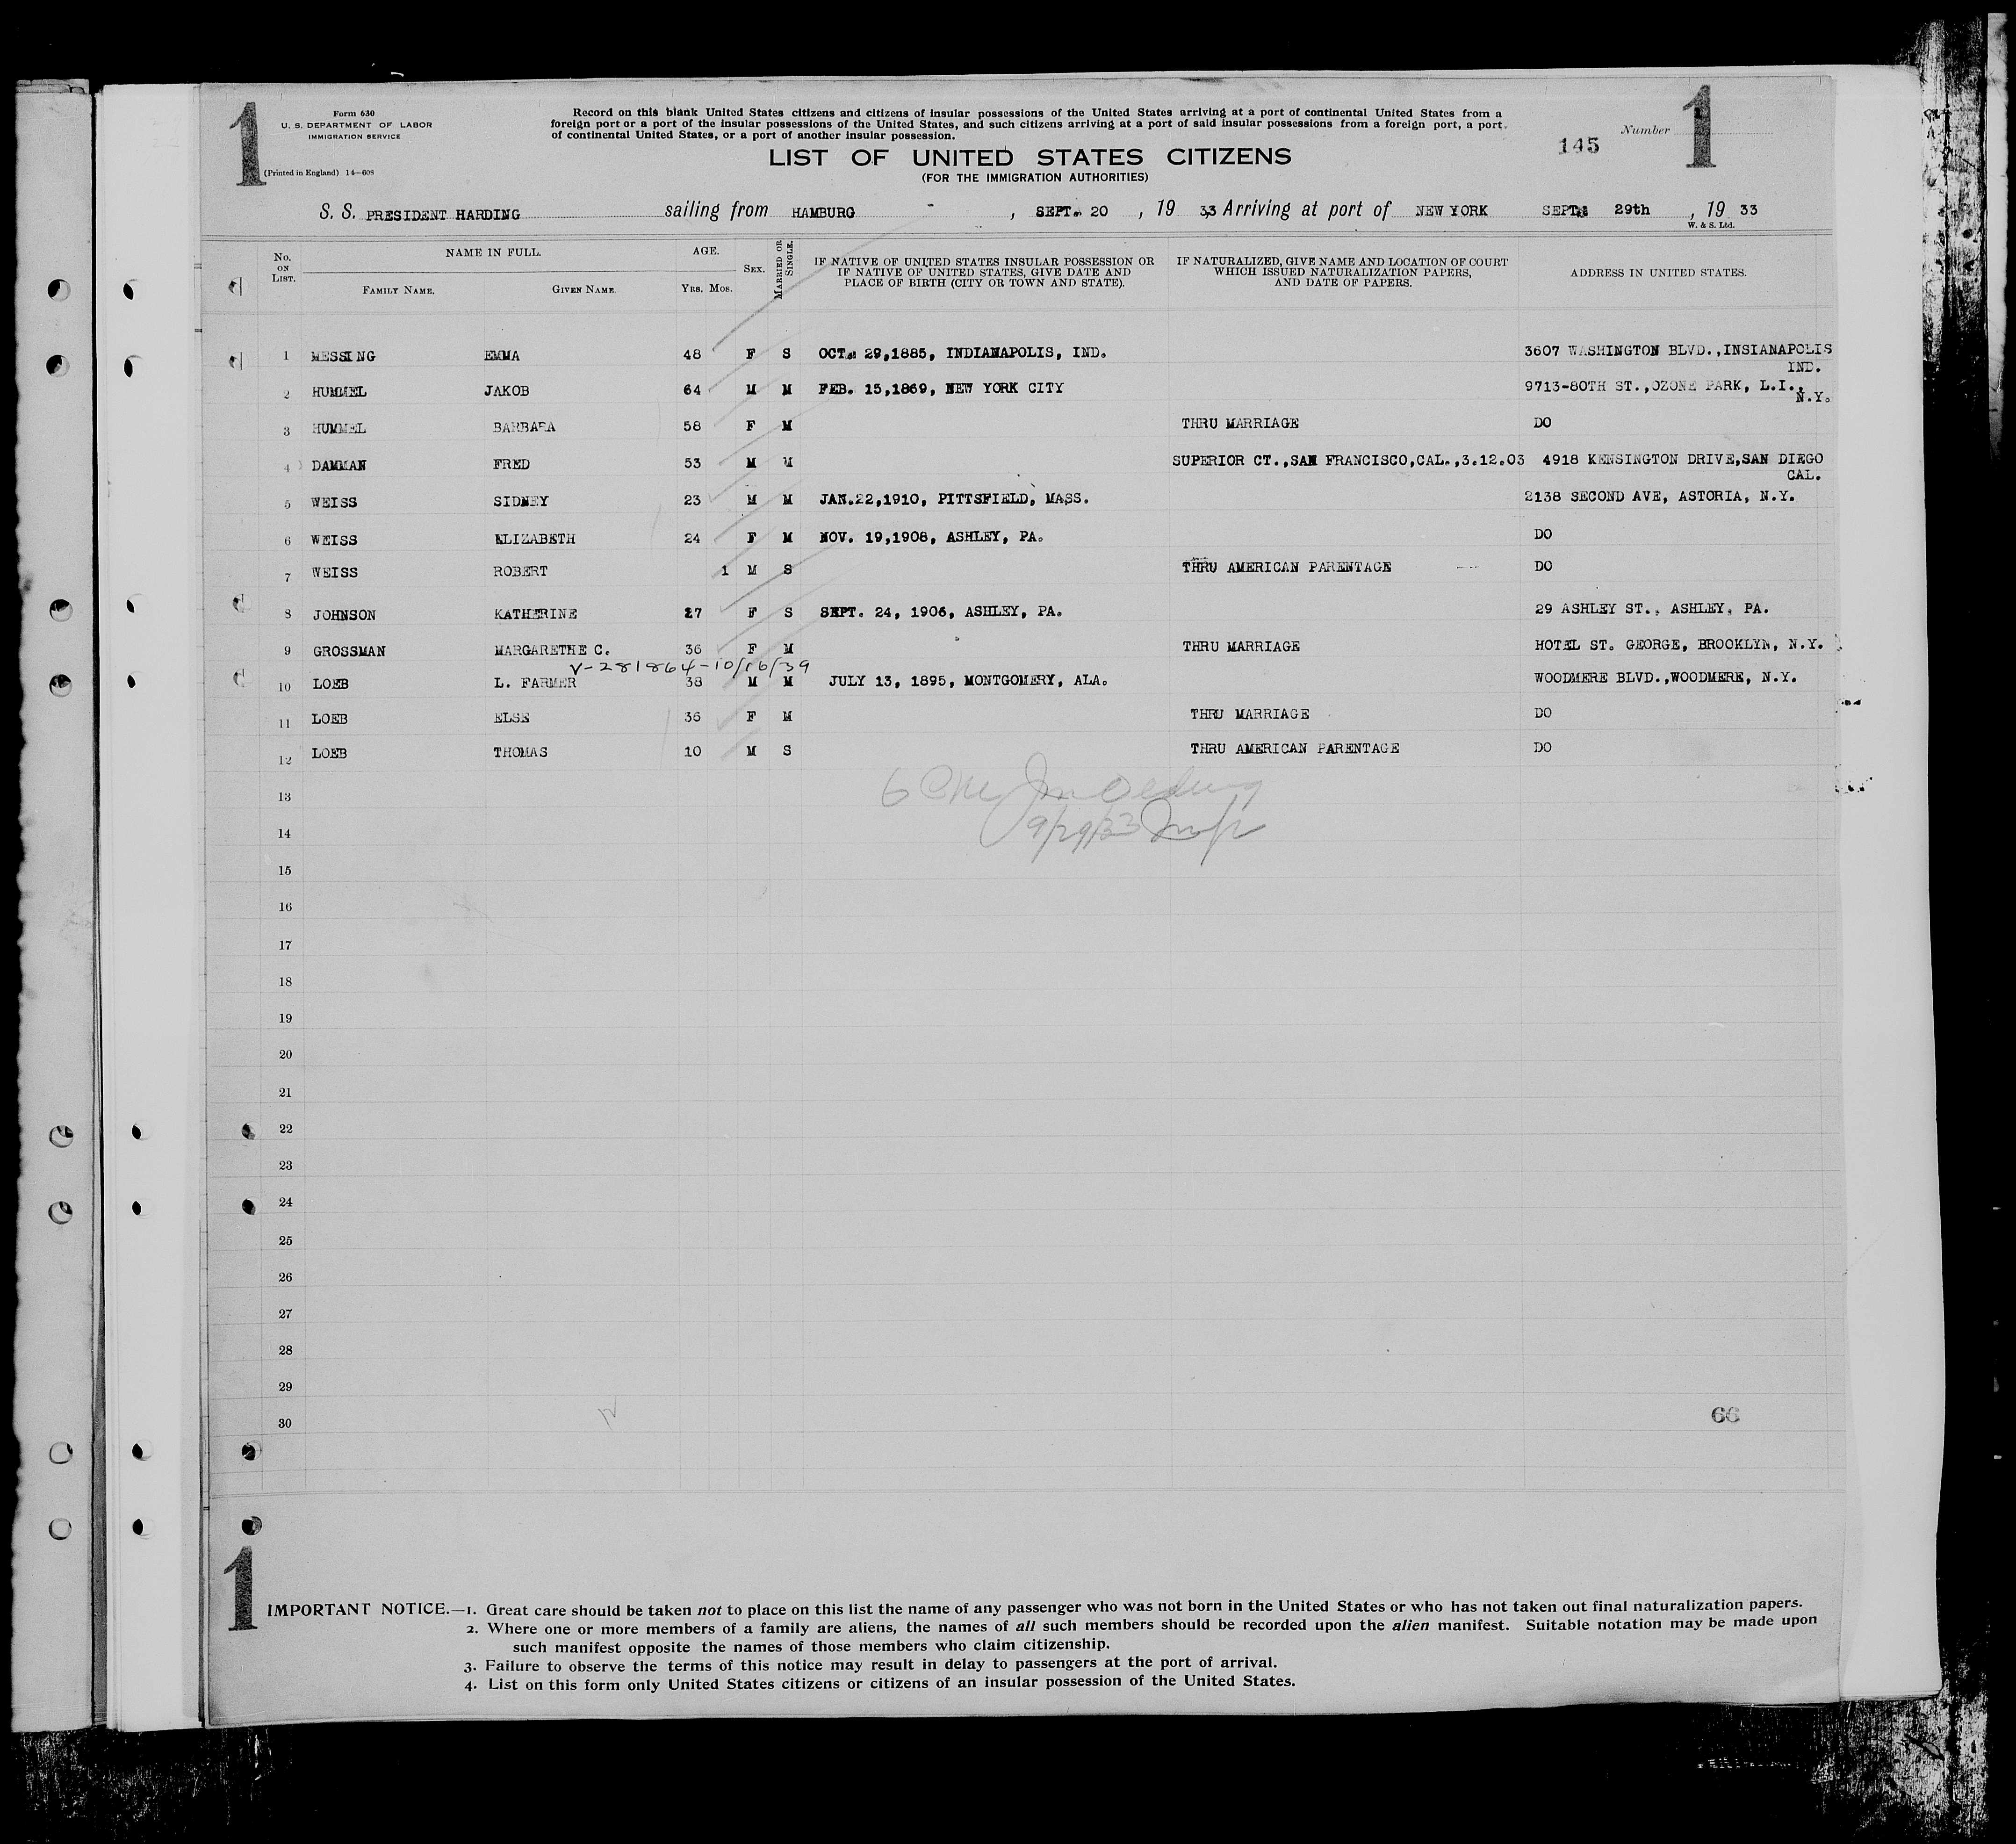 1
Form 630
U. S. DEPARTMENT OF LABOR
IMMIGRATION SERVICE
(Printed in England) 14—608
Record on this blank United States citizens and citizens of insular possessions of the United States arriving at a port of continental United States from a
foreign port or a port of the insular possessions of the United States, and such citizens arriving at a port of said insular possessions from a foreign port, a port
of continental United States, or a port of another insular possession.
LIST OF UNITED STATES CITIZENS
(FOR THE IMMIGRATION AUTHORITIES)
145
Number 1
S. S. PRESIDENT HARDING sailing from HAMBURG , SEPT. 20 , 19 33 Arriving at port of NEW YORK SEPT. 29th , 19 33
W. & S. Ltd.
No. ON LIST.
NAME IN FULL.
FAMILY NAME. GIVEN NAME.
AGE.
YRS. MOS.
SEX.
MARRIED OR SINGLE.
IF NATIVE OF UNITED STATES INSULAR POSSESSION OR
IF NATIVE OF UNITED STATES, GIVE DATE AND
PLACE OF BIRTH (CITY OR TOWN AND STATE).
IF NATURALIZED, GIVE NAME AND LOCATION OF COURT
WHICH ISSUED NATURALIZATION PAPERS,
AND DATE OF PAPERS.
ADDRESS IN UNITED STATES.
1 MESSING EMMA 48 F S OCT. 29,1885, INDIANAPOLIS, IND. 3607 WASHINGTON BLVD.,INSIANAPOLIS
IND.
2 HUMMEL JAKOB 64 M M FEB. 15,1869, NEW YORK CITY 9713-80TH ST.,OZONE PARK, L.I.,
N.Y.
3 HUMMEL BARBARA 58 F M THRU MARRIAGE DO
4 DAMMAN FRED 53 M M SUPERIOR CT.,SAN FRANCISCO,CAL.,3.12.03 4918 KENSINGTON DRIVE,SAN DIEGO
CAL.
5 WEISS SIDNEY 23 M M JAN.22,1910, PITTSFIELD, MASS. 2138 SECOND AVE, ASTORIA, N.Y.
6 WEISS ELIZABETH 24 F M NOV. 19,1908, ASHLEY, PA. DO
7 WEISS ROBERT 1 M S THRU AMERICAN PARENTAGE DO
8 JOHNSON KATHERINE 27 F S SEPT. 24, 1906, ASHLEY, PA. 29 ASHLEY ST., ASHLEY, PA.
9 GROSSMAN MARGARETHE C. 36 F M THRU MARRIAGE HOTEL ST. GEORGE, BROOKLYN, N.Y.
V-281864-10/16/39
10 LOEB L. FARMER 38 M M JULY 13, 1895, MONTGOMERY, ALA. WOODMERE BLVD.,WOODMERE, N.Y.
11 LOEB ELSE 36 F M THRU MARRIAGE DO
12 LOEB THOMAS 10 M S THRU AMERICAN PARENTAGE DO
13
9/29/33
14
15
16
17
18
19
20
21
22
23
24
25
26
27
28
29
30
66
1
IMPORTANT NOTICE.—1. Great care should be taken not to place on this list the name of any passenger who was not born in the United States or who has not taken out final naturalization papers.
2. Where one or more members of a family are aliens, the names of all such members should be recorded upon the alien manifest. Suitable notation may be made upon
such manifest opposite the names of those members who claim citizenship.
3. Failure to observe the terms of this notice may result in delay to passengers at the port of arrival.
4. List on this form only United States citizens or citizens of an insular possession of the United States.